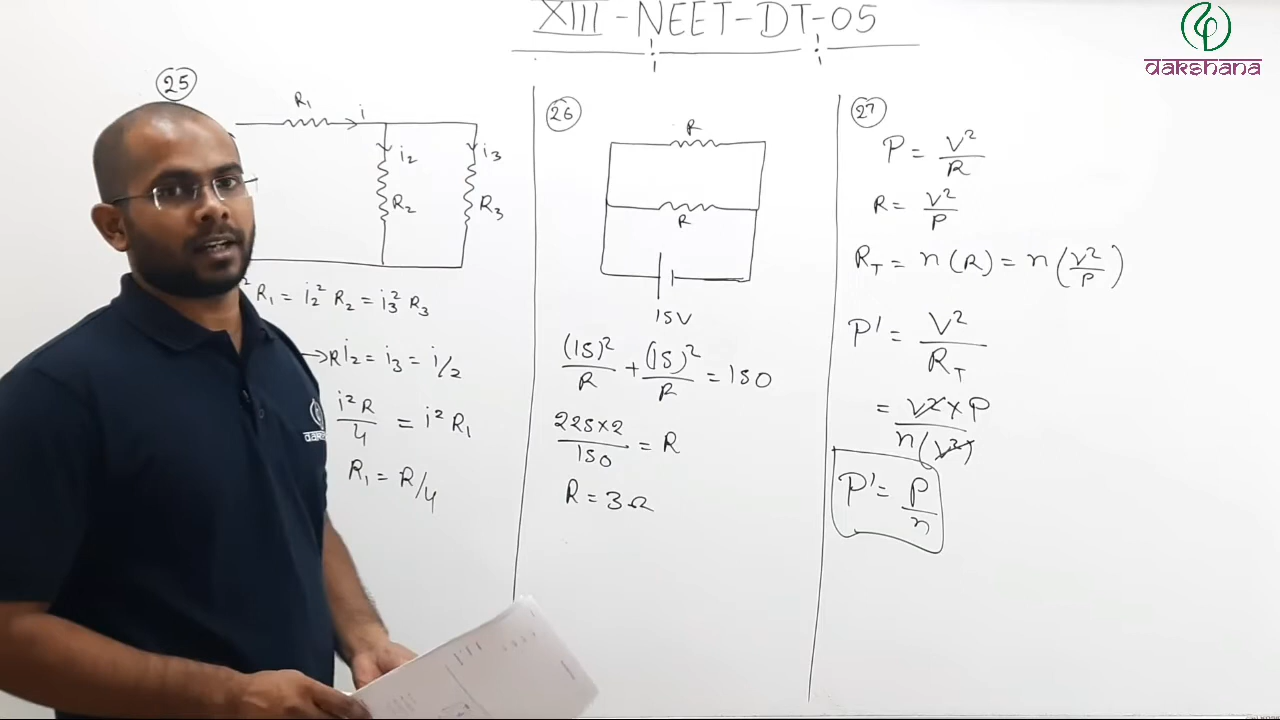 XIII - NEET - DT - 05
dakshana
25
R₁
i
i₂
i₃
R₂
R₃
² R₁ = i₂² R₂ = i₃² R₃
→R i₂ = i₃ = i/2
i²R/4 = i² R₁
R₁ = R/4
26
R
R
15V
(15)²/R + (15)²/R = 150
225×2/150 = R
R = 3Ω
27
P = V²/R
R = V²/P
R_T = n(R) = n(V²/P)
P' = V²/R_T
= V²×P/n(V²)
P' = P/n